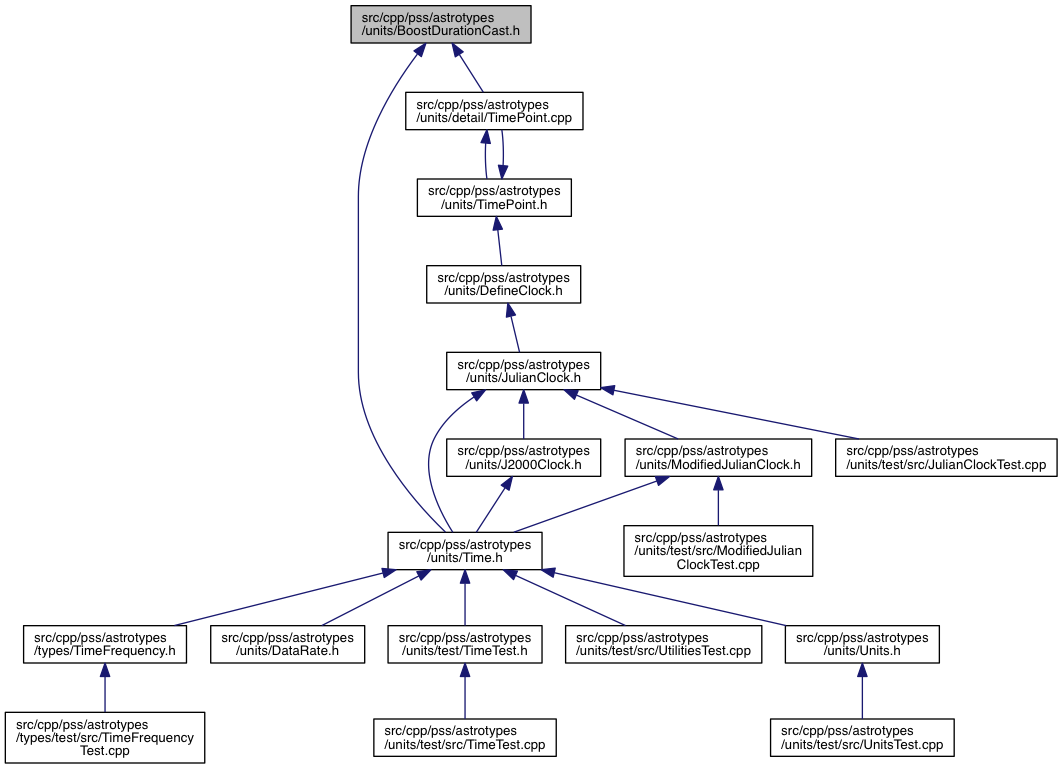 src/cpp/pss/astrotypes
/units/BoostDurationCast.h
src/cpp/pss/astrotypes
/units/detail/TimePoint.cpp
src/cpp/pss/astrotypes
/units/TimePoint.h
src/cpp/pss/astrotypes
/units/DefineClock.h
src/cpp/pss/astrotypes
/units/JulianClock.h
src/cpp/pss/astrotypes
/units/J2000Clock.h
src/cpp/pss/astrotypes
/units/ModifiedJulianClock.h
src/cpp/pss/astrotypes
/units/test/src/JulianClockTest.cpp
src/cpp/pss/astrotypes
/units/Time.h
src/cpp/pss/astrotypes
/units/test/src/ModifiedJulian
ClockTest.cpp
src/cpp/pss/astrotypes
/types/TimeFrequency.h
src/cpp/pss/astrotypes
/units/DataRate.h
src/cpp/pss/astrotypes
/units/test/TimeTest.h
src/cpp/pss/astrotypes
/units/test/src/UtilitiesTest.cpp
src/cpp/pss/astrotypes
/units/Units.h
src/cpp/pss/astrotypes
/types/test/src/TimeFrequency
Test.cpp
src/cpp/pss/astrotypes
/units/test/src/TimeTest.cpp
src/cpp/pss/astrotypes
/units/test/src/UnitsTest.cpp